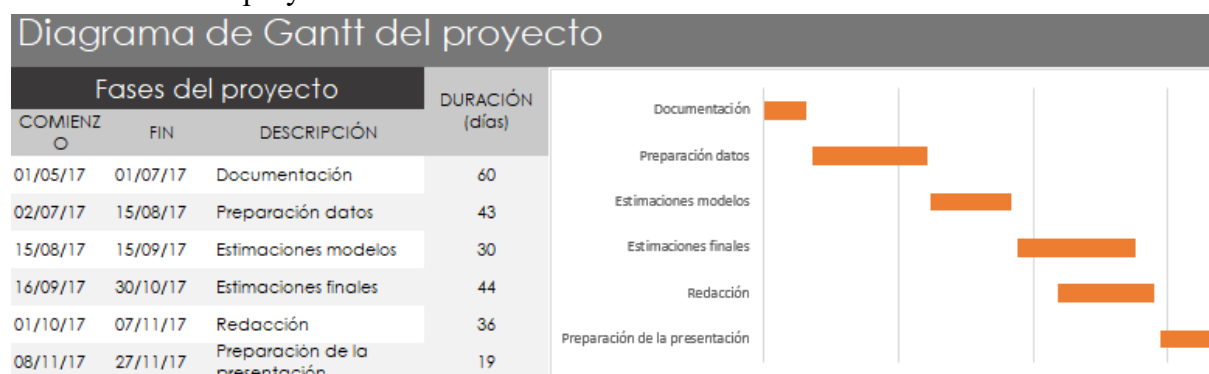 Diagrama de Gantt del proyecto
Fases del proyecto
DURACIÓN
(días)
COMIENZ
O
FIN
DESCRIPCIÓN
01/05/17 01/07/17 Documentación 60
02/07/17 15/08/17 Preparación datos 43
15/08/17 15/09/17 Estimaciones modelos 30
16/09/17 30/10/17 Estimaciones finales 44
01/10/17 07/11/17 Redacción 36
08/11/17 27/11/17 Preparación de la
presentación
19
Documentación
Preparación datos
Estimaciones modelos
Estimaciones finales
Redacción
Preparación de la presentación